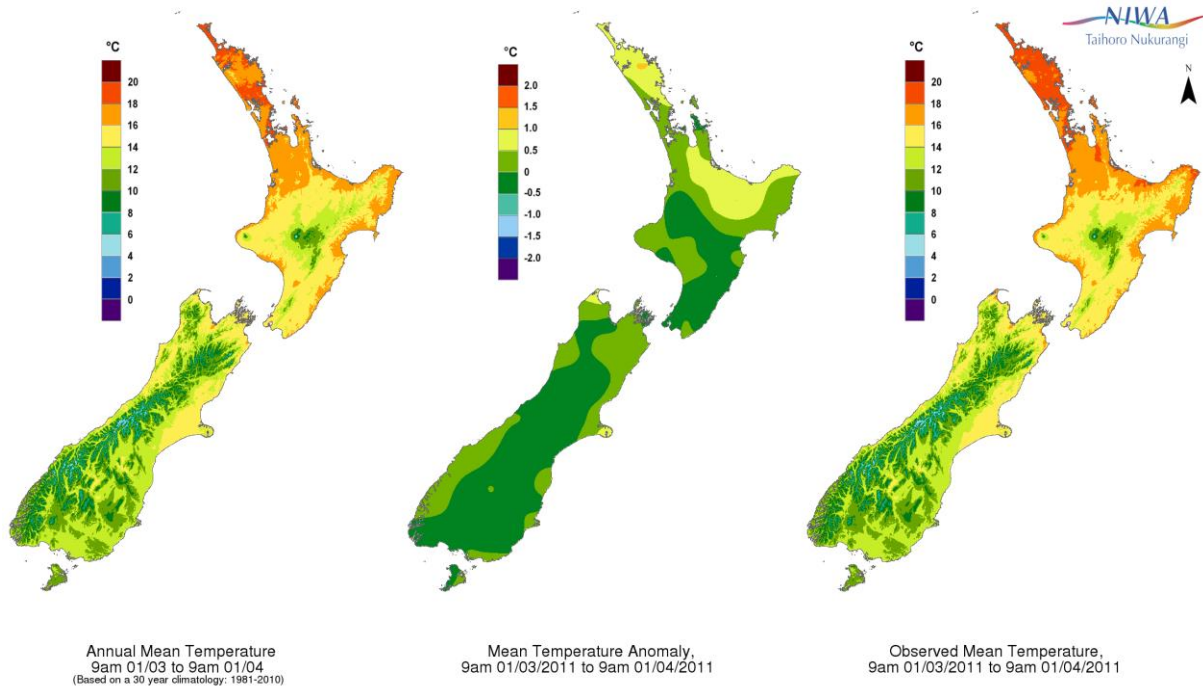 NIWA
Taihoro Nukurangi
N
°C
20
18
16
14
12
10
8
6
4
2
0
°C
2.0
1.5
1.0
0.5
0
-0.5
-1.0
-1.5
-2.0
°C
20
18
16
14
12
10
8
6
4
2
0
Annual Mean Temperature
9am 01/03 to 9am 01/04
(Based on a 30 year climatology: 1981-2010)
Mean Temperature Anomaly,
9am 01/03/2011 to 9am 01/04/2011
Observed Mean Temperature,
9am 01/03/2011 to 9am 01/04/2011